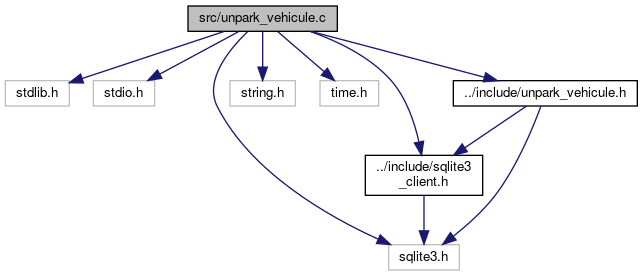 src/unpark_vehicule.c
stdlib.h
stdio.h
string.h
time.h
../include/unpark_vehicule.h
../include/sqlite3
_client.h
sqlite3.h